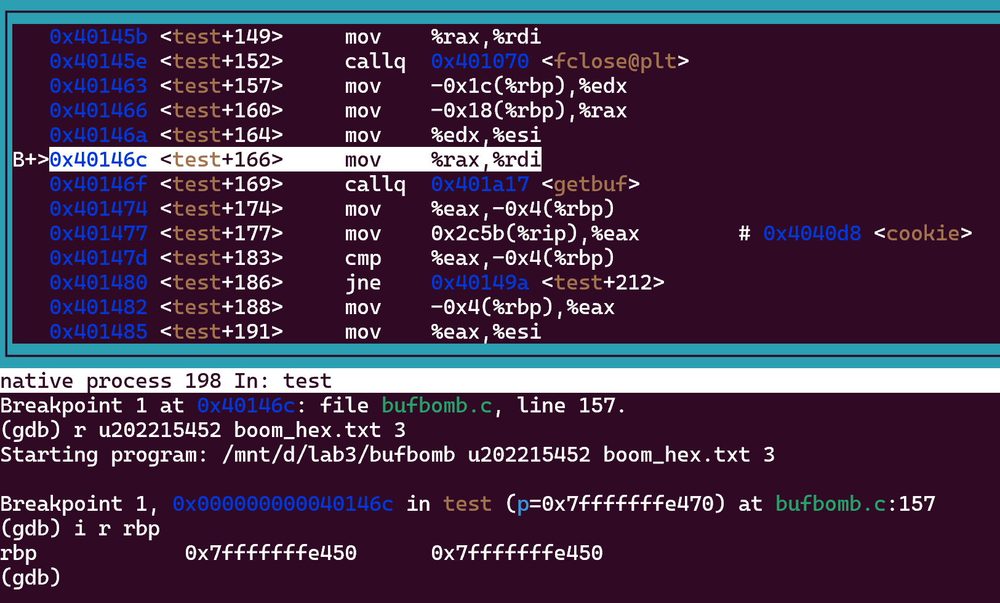 0x40145b <test+149> mov %rax,%rdi
0x40145e <test+152> callq 0x401070 <fclose@plt>
0x401463 <test+157> mov -0x1c(%rbp),%edx
0x401466 <test+160> mov -0x18(%rbp),%rax
0x40146a <test+164> mov %edx,%esi
B+>0x40146c <test+166> mov %rax,%rdi
0x40146f <test+169> callq 0x401a17 <getbuf>
0x401474 <test+174> mov %eax,-0x4(%rbp)
0x401477 <test+177> mov 0x2c5b(%rip),%eax # 0x4040d8 <cookie>
0x40147d <test+183> cmp %eax,-0x4(%rbp)
0x401480 <test+186> jne 0x40149a <test+212>
0x401482 <test+188> mov -0x4(%rbp),%eax
0x401485 <test+191> mov %eax,%esi
native process 198 In: test
Breakpoint 1 at 0x40146c: file bufbomb.c, line 157.
(gdb) r u202215452 boom_hex.txt 3
Starting program: /mnt/d/lab3/bufbomb u202215452 boom_hex.txt 3
Breakpoint 1, 0x000000000040146c in test (p=0x7fffffffe470) at bufbomb.c:157
(gdb) i r rbp
rbp 0x7fffffffe450 0x7fffffffe450
(gdb)